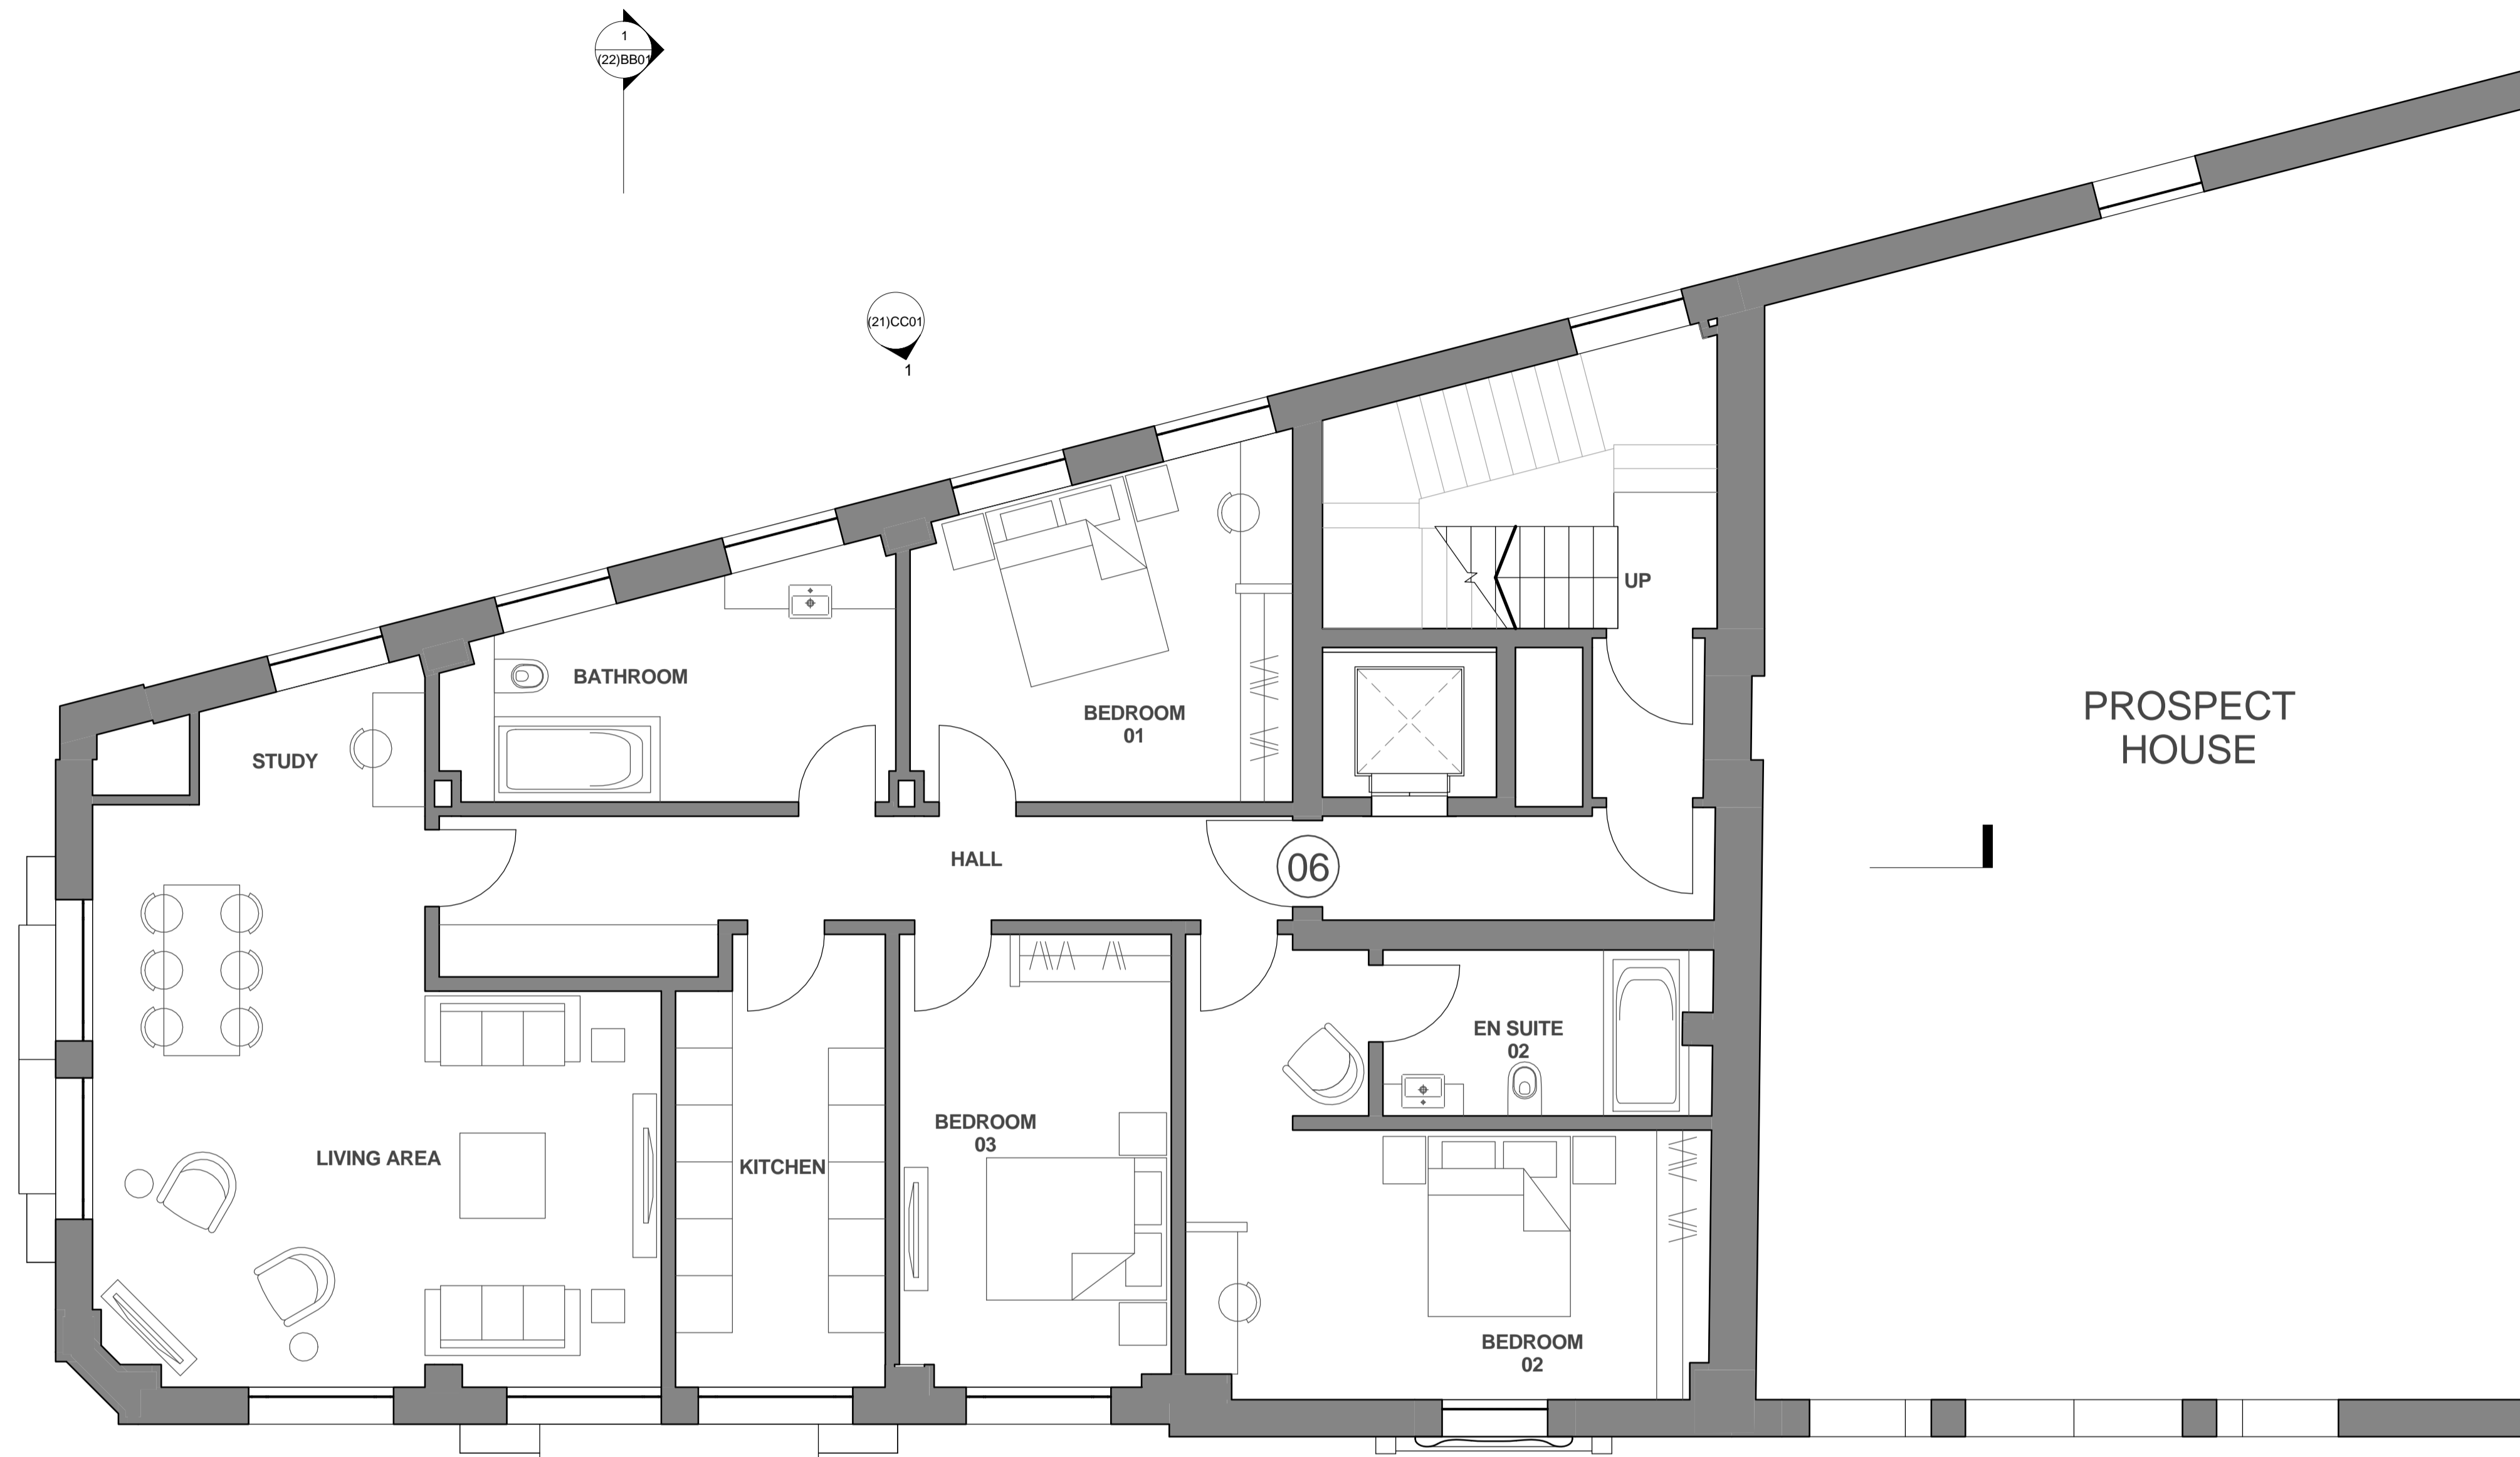 1
(22)BB01
(21)CC01
1
UP
BATHROOM
BEDROOM
01
PROSPECT
HOUSE
STUDY
HALL
06
EN SUITE
02
BEDROOM
03
LIVING AREA
KITCHEN
BEDROOM
02